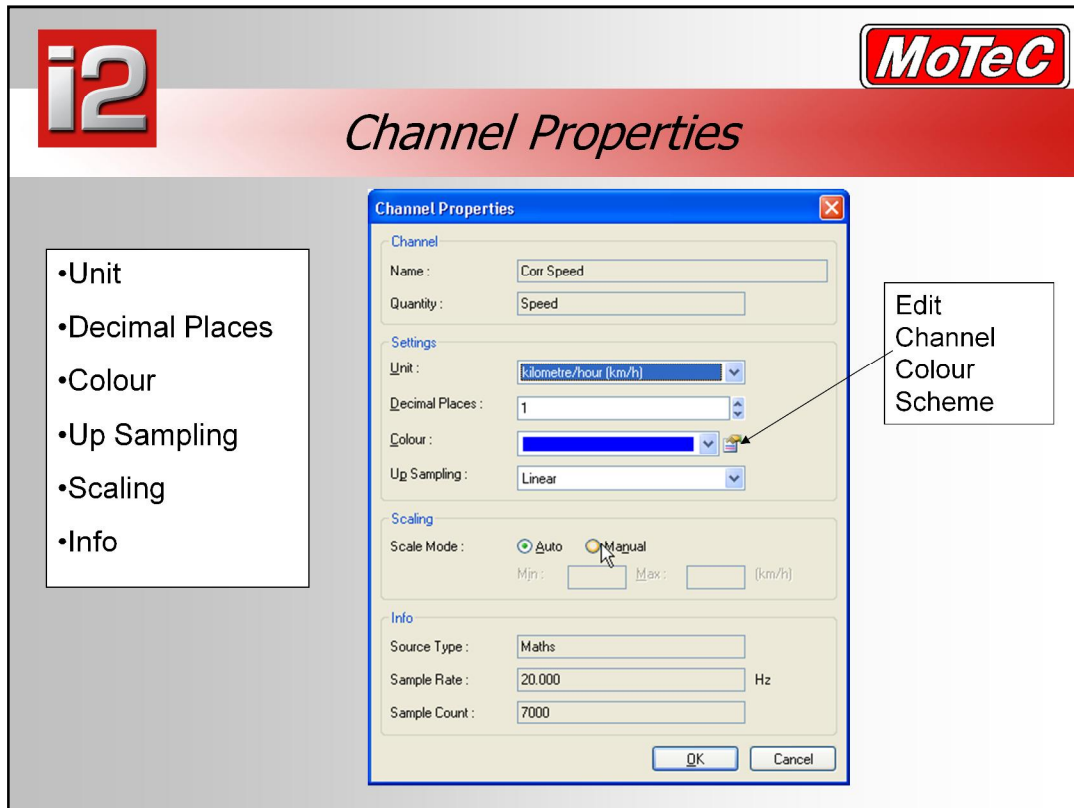 i2
MoTeC
Channel Properties
•Unit
•Decimal Places
•Colour
•Up Sampling
•Scaling
•Info
Channel Properties
Channel
Name :
Corr Speed
Quantity :
Speed
Settings
Unit :
kilometre/hour (km/h)
Decimal Places :
1
Colour :
Up Sampling :
Linear
Scaling
Scale Mode :
Auto
Manual
Min :
Max :
(km/h)
Info
Source Type :
Maths
Sample Rate :
20.000
Hz
Sample Count :
7000
OK
Cancel
Edit
Channel
Colour
Scheme